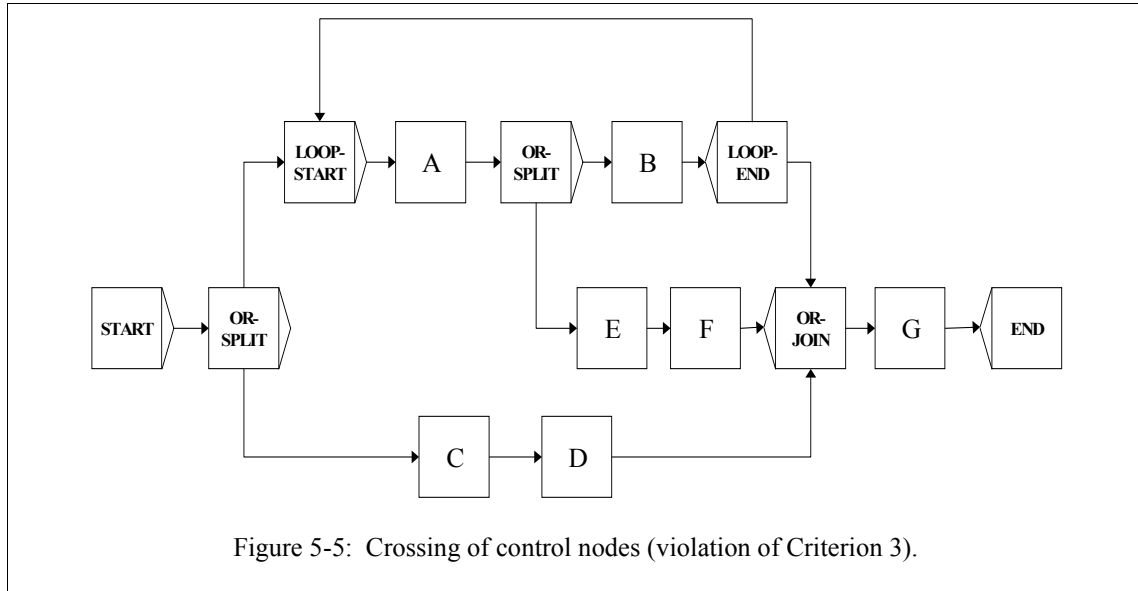 LOOP-
START
A
OR-
SPLIT
B
LOOP-
END
START
OR-
SPLIT
E
F
OR-
JOIN
G
END
C
D
Figure 5-5: Crossing of control nodes (violation of Criterion 3).